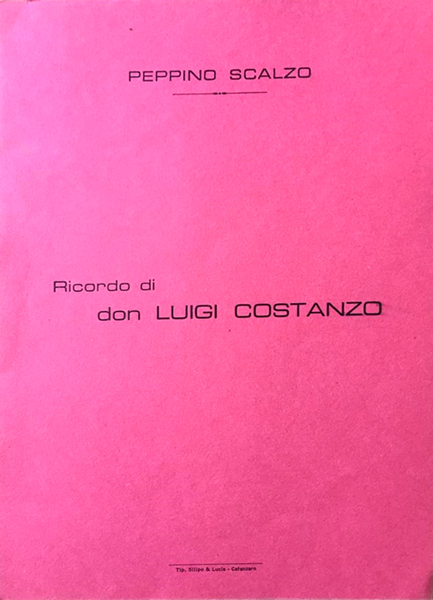 PEPPINO SCALZO
Ricordo di
don LUIGI COSTANZO
Tip. Silipo & Lucia - Catanzaro